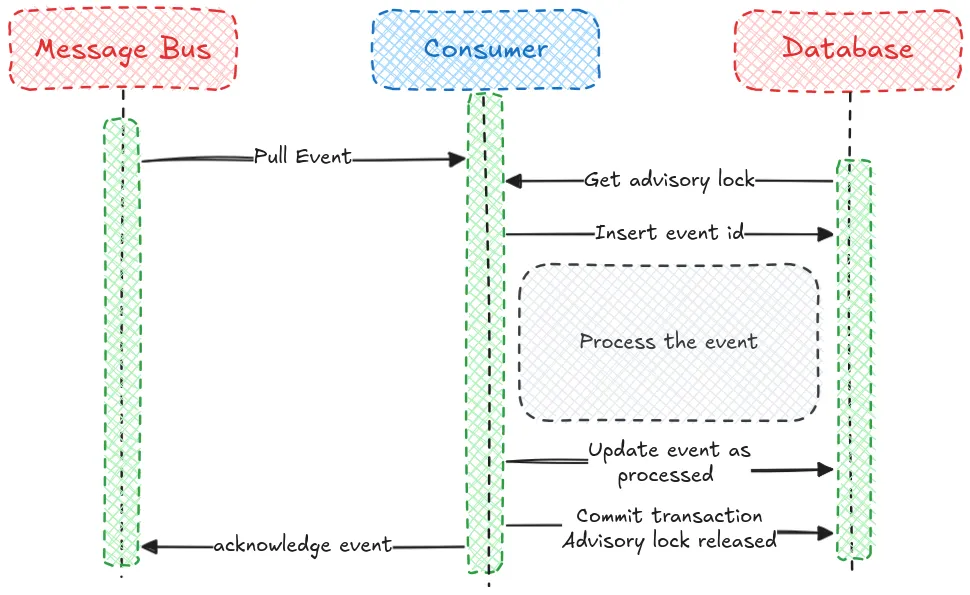 Message Bus
Consumer
Database
Pull Event
Get advisory lock
Insert event id
Process the event
Update event as
processed
Commit transaction
Advisory lock released
acknowledge event